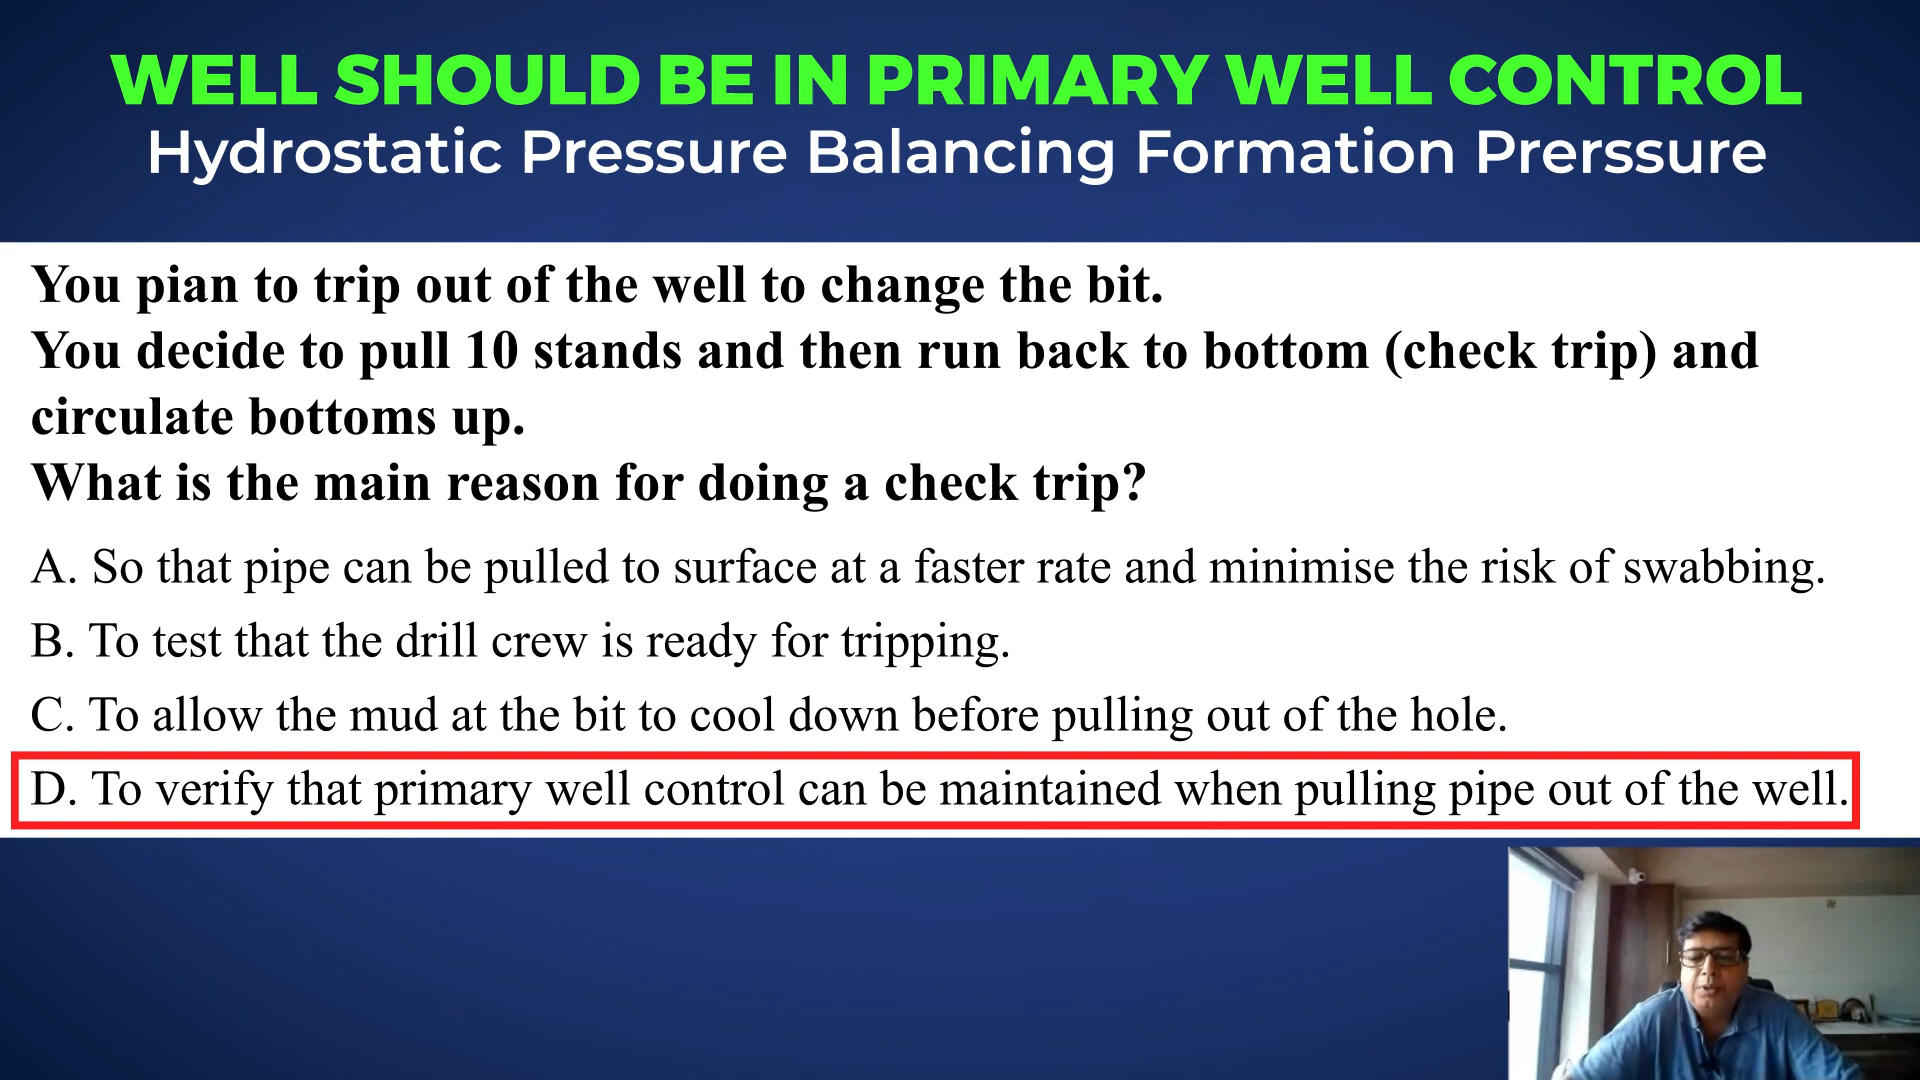 WELL SHOULD BE IN PRIMARY WELL CONTROL
Hydrostatic Pressure Balancing Formation Prerssure
You pian to trip out of the well to change the bit.
You decide to pull 10 stands and then run back to bottom (check trip) and
circulate bottoms up.
What is the main reason for doing a check trip?
A. So that pipe can be pulled to surface at a faster rate and minimise the risk of swabbing.
B. To test that the drill crew is ready for tripping.
C. To allow the mud at the bit to cool down before pulling out of the hole.
D. To verify that primary well control can be maintained when pulling pipe out of the well.